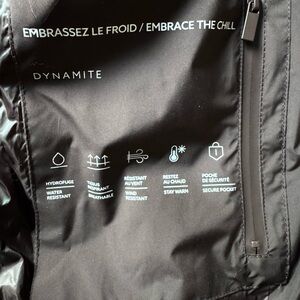 EMBRASSEZ LE FROID / EMBRACE THE CHILL
DYNAMITE
HYDROFUGE
WATER
RESISTANT
TISSU
RESPIRANT
BREATHABLE
RÉSISTANT
AU VENT
WIND
RESISTANT
RESTEZ
AU CHAUD
STAY WARM
POCHE
DE SÉCURITÉ
SECURE POCKET